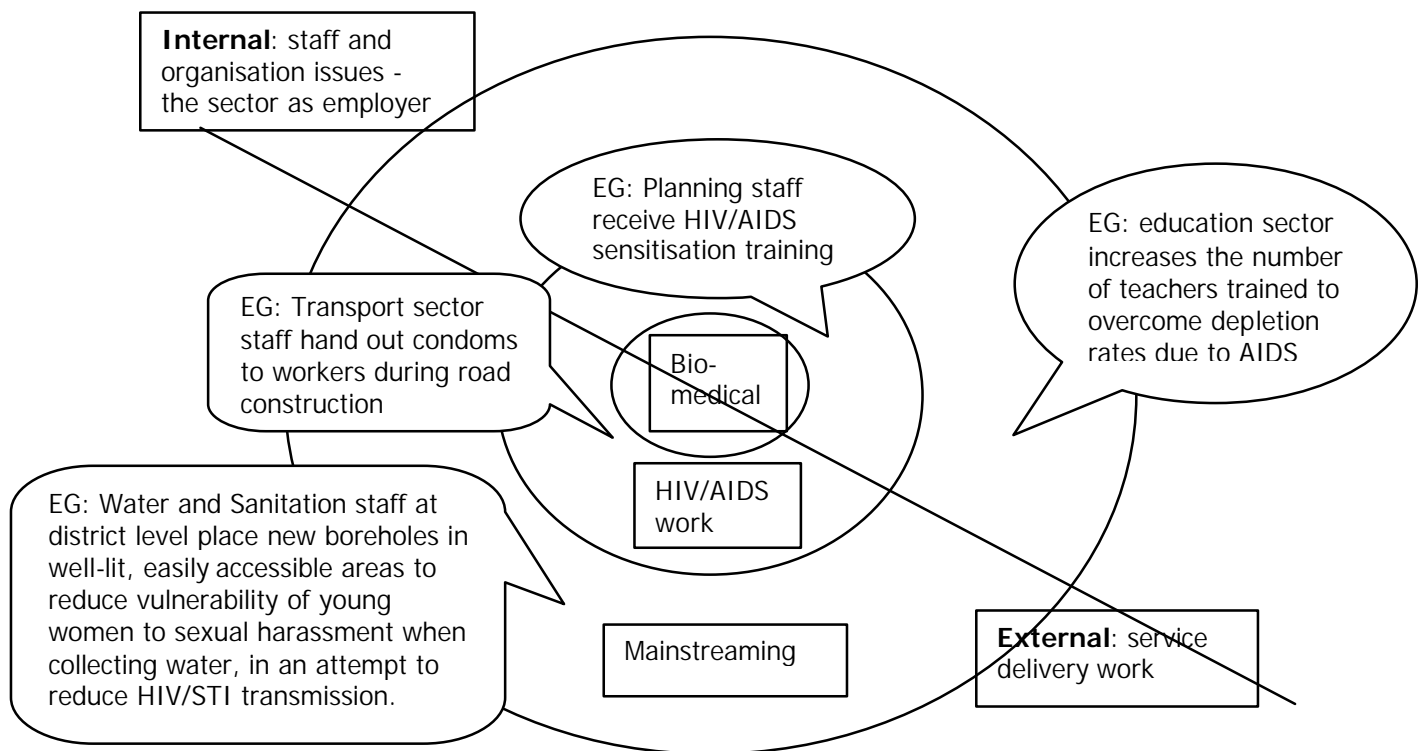 Internal: staff and
organisation issues -
the sector as employer
EG: Planning staff
receive HIV/AIDS
sensitisation training
EG: education sector
increases the number
of teachers trained to
overcome depletion
rates due to AIDS
EG: Transport sector
staff hand out condoms
to workers during road
construction
Bio-
medical
HIV/AIDS
work
EG: Water and Sanitation staff at
district level place new boreholes in
well-lit, easily accessible areas to
reduce vulnerability of young
women to sexual harassment when
collecting water, in an attempt to
reduce HIV/STI transmission.
Mainstreaming
External: service
delivery work